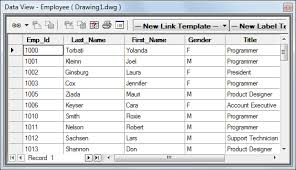 Data View - Employee ( Drawing1.dwg )
-- New Link Template -- -- New Label T
Emp_Id Last_Name First_Name Gender Title
1000 Torbati Yolanda F Programmer
1001 Kleinn Joel M Programmer
1002 Ginsburg Laura F President
1003 Cox Jennifer F Programmer
1005 Ziada Mauri M Product Designer
1006 Keyser Cara F Account Executive
1010 Smith Roxie M Programmer
1011 Nelson Robert M Programmer
1012 Sachsen Lars M Support Technician
1013 Shannon Don M Product Designer
Record 1